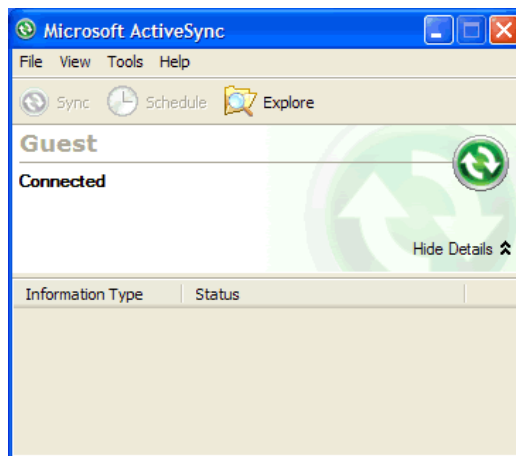 Microsoft ActiveSync
File View Tools Help
Sync Schedule Explore
Guest
Connected
Hide Details
Information Type Status